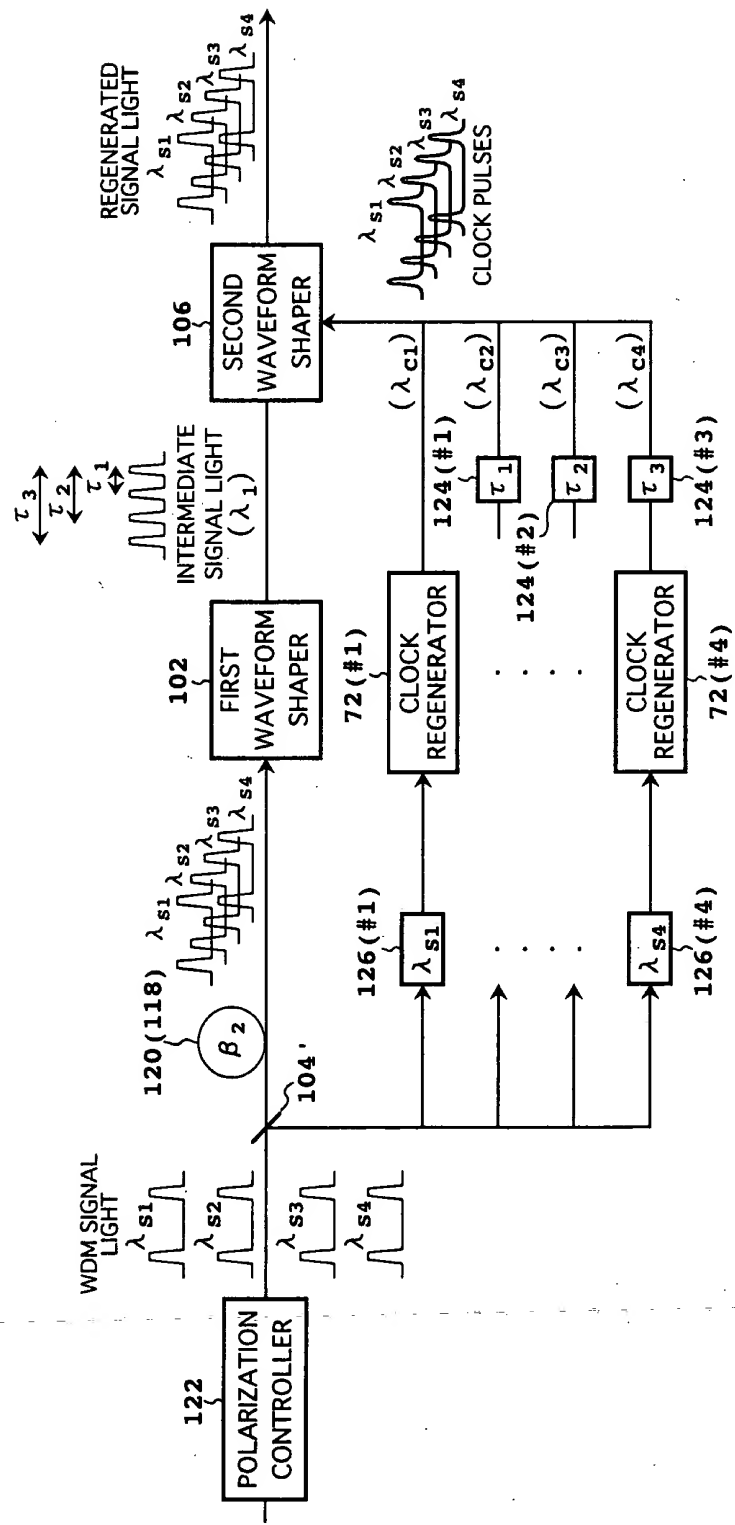 122
POLARIZATION
CONTROLLER
WDM SIGNAL
LIGHT
λS1
λS2
λS3
λS4
104'
120(118)
β2
λS1
λS2
λS3
λS4
102
FIRST
WAVEFORM
SHAPER
τ3
τ2
τ1
INTERMEDIATE
SIGNAL LIGHT
(λ1)
106
SECOND
WAVEFORM
SHAPER
REGENERATED
SIGNAL LIGHT
λS1
λS2
λS3
λS4
126(#1)
λS1
72(#1)
CLOCK
REGENERATOR
(λC1)
124(#1)
τ1
(λC2)
124(#2)
τ2
(λC3)
126(#4)
λS4
72(#4)
CLOCK
REGENERATOR
124(#3)
τ3
(λC4)
λS1
λS2
λS3
λS4
CLOCK PULSES